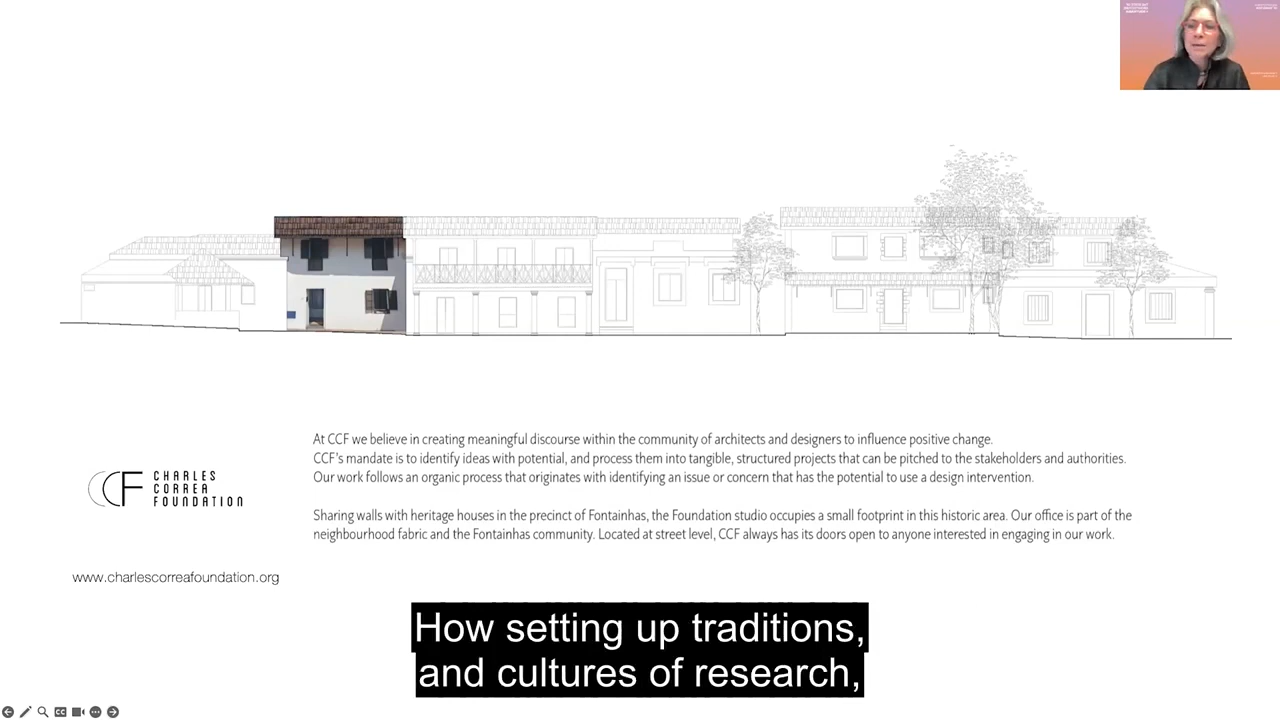 At CCF we believe in creating meaningful discourse within the community of architects and designers to influence positive change.
CCF's mandate is to identify ideas with potential, and process them into tangible, structured projects that can be pitched to the stakeholders and authorities.
Our work follows an organic process that originates with identifying an issue or concern that has the potential to use a design intervention.
Sharing walls with heritage houses in the precinct of Fontainhas, the Foundation studio occupies a small footprint in this historic area. Our office is part of the
neighbourhood fabric and the Fontainhas community. Located at street level, CCF always has its doors open to anyone interested in engaging in our work.
CCF
CHARLES
CORREA
FOUNDATION
www.charlescorreafoundation.org
How setting up traditions,
and cultures of research,
CC